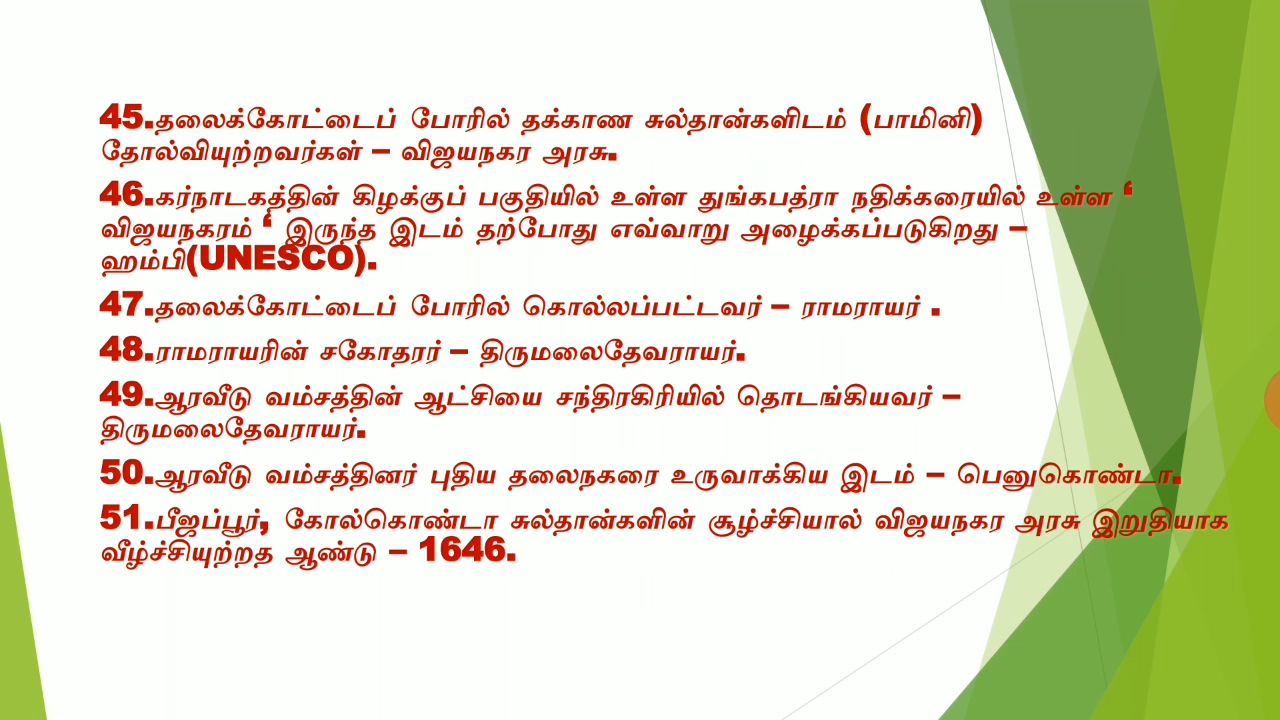 45.தலைக்கோட்டைப் போரில் தக்காண சுல்தான்களிடம் (பாமினி)
தோல்வியுற்றவர்கள் – விஜயநகர அரசு.
46.கர்நாடகத்தின் கிழக்குப் பகுதியில் உள்ள துங்கபத்ரா நதிக்கரையில் உள்ள ‘
விஜயநகரம் ‘ இருந்த இடம் தற்போது எவ்வாறு அழைக்கப்படுகிறது –
ஹம்பி(UNESCO).
47.தலைக்கோட்டைப் போரில் கொல்லப்பட்டவர் – ராமராயர் .
48.ராமராயரின் சகோதரர் – திருமலைதேவராயர்.
49.ஆரவீடு வம்சத்தின் ஆட்சியை சந்திரகிரியில் தொடங்கியவர் –
திருமலைதேவராயர்.
50.ஆரவீடு வம்சத்தினர் புதிய தலைநகரை உருவாக்கிய இடம் – பெனுகொண்டா.
51.பீஜப்பூர், கோல்கொண்டா சுல்தான்களின் சூழ்ச்சியால் விஜயநகர அரசு இறுதியாக
வீழ்ச்சியுற்றத ஆண்டு – 1646.